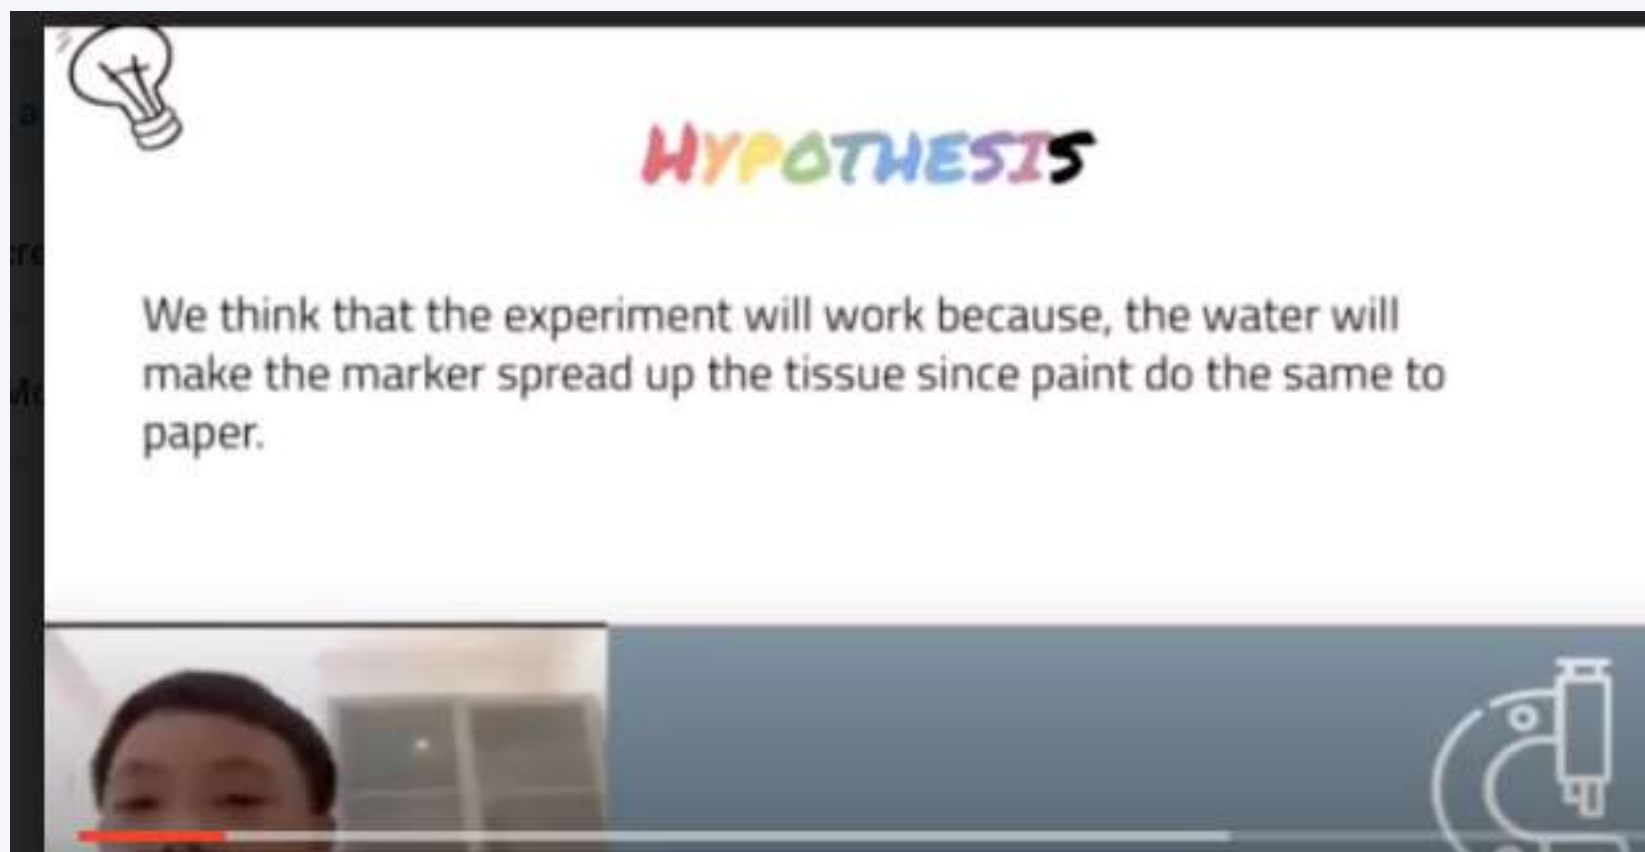 HYPOTHESIS
We think that the experiment will work because, the water will
make the marker spread up the tissue since paint do the same to
paper.